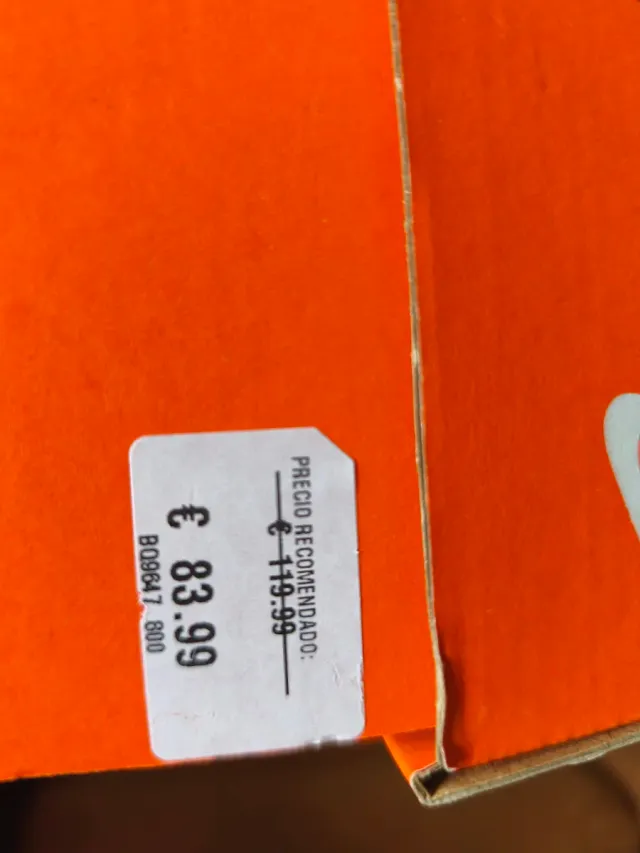 PRECIO RECOMENDADO:
€ 119.99
€ 83.99
BQ9647 800